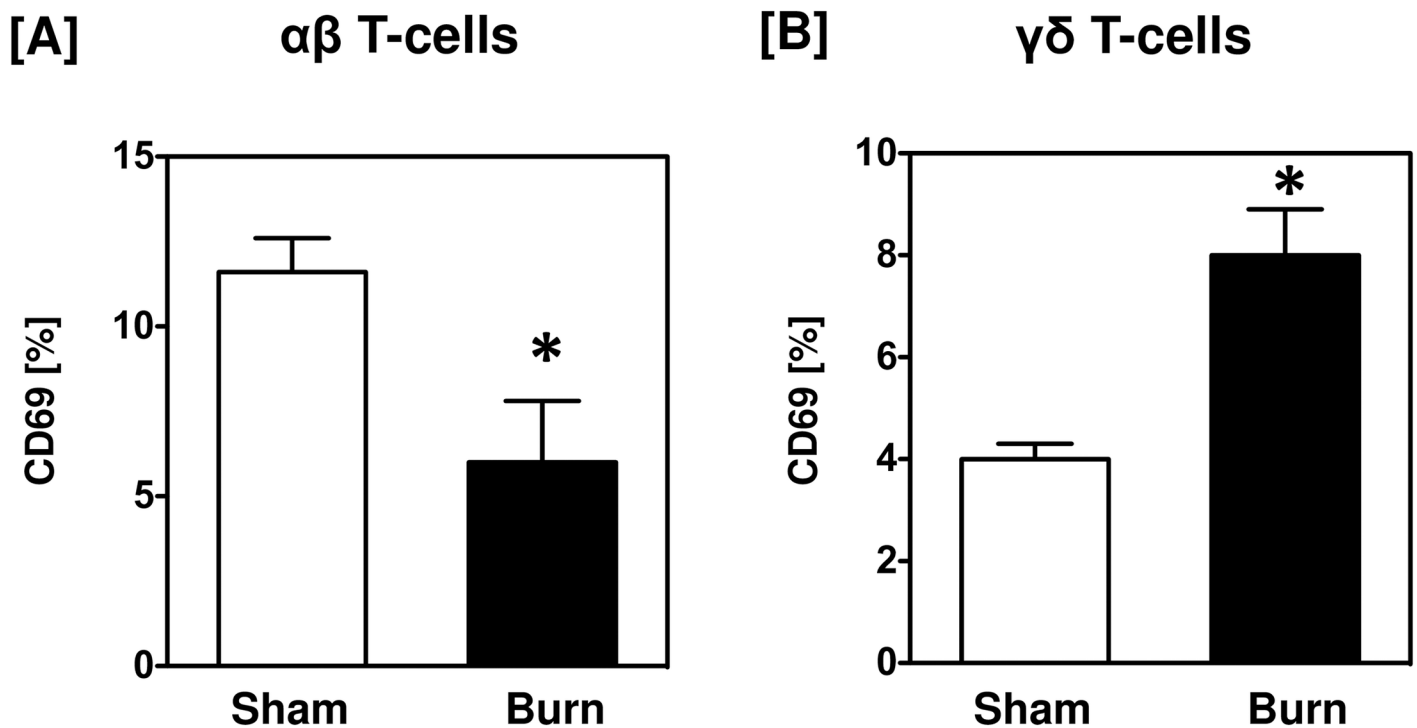 [A]
αβ T-cells
CD69 [%]
15
10
5
0
*
Sham
Burn
[B]
γδ T-cells
CD69 [%]
10
8
6
4
2
0
*
Sham
Burn